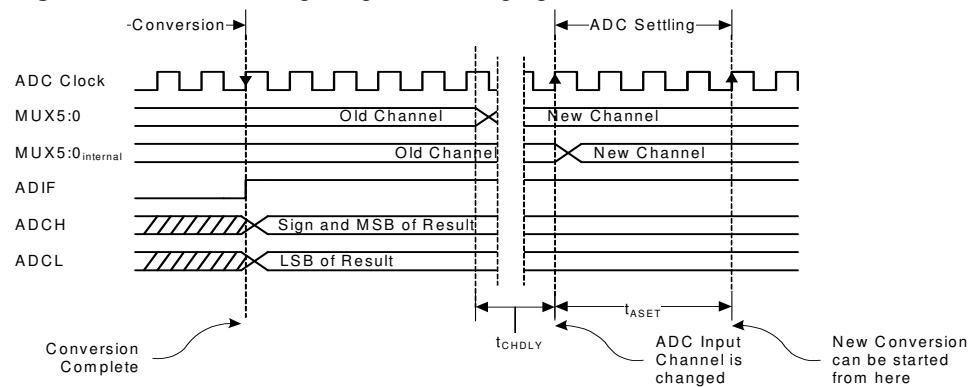 Conversion
ADC Settling
ADC Clock
MUX5:0
Old Channel
New Channel
MUX5:0internal
Old Channel
New Channel
ADIF
ADCH
Sign and MSB of Result
ADCL
LSB of Result
tCHDLY
tASET
Conversion
Complete
ADC Input
Channel is
changed
New Conversion
can be started
from here